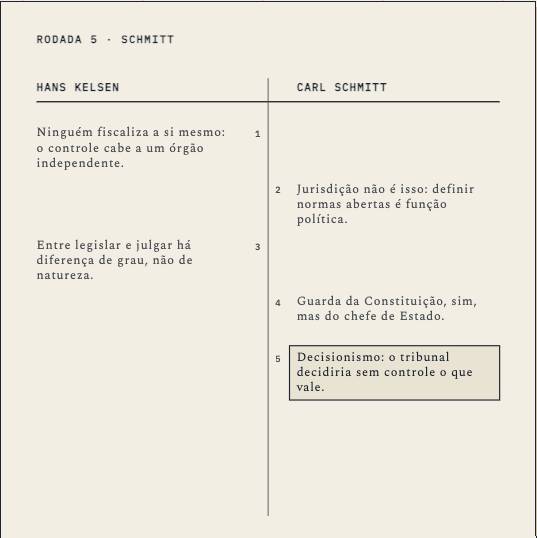 RODADA 5 · SCHMITT
HANS KELSEN
CARL SCHMITT
Ninguém fiscaliza a si mesmo:
o controle cabe a um órgão
independente.
1
2
Jurisdição não é isso: definir
normas abertas é função
política.
Entre legislar e julgar há
diferença de grau, não de
natureza.
3
4
Guarda da Constituição, sim,
mas do chefe de Estado.
5
Decisionismo: o tribunal
decidiria sem controle o que
vale.